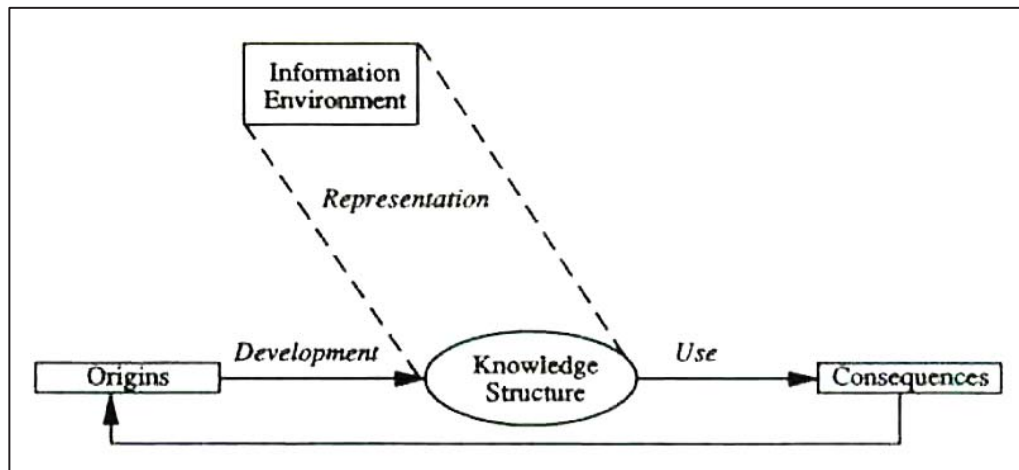 Information
Environment
Representation
Development
Use
Origins
Knowledge
Structure
Consequences